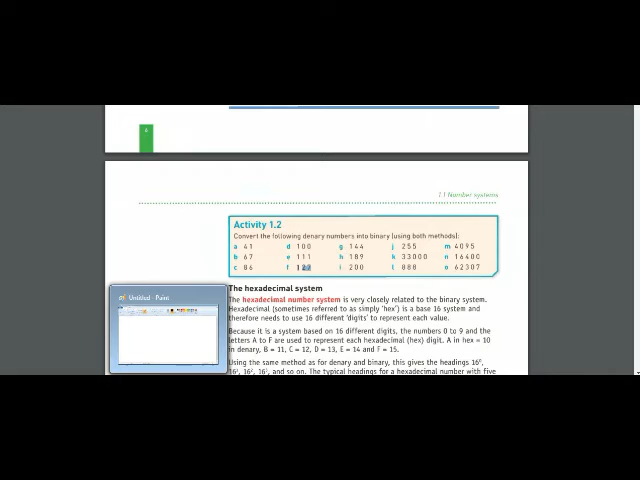 6
1.1 Number systems
Activity 1.2
Convert the following denary numbers into binary (using both methods):
a 41 d 100 g 144 j 255 m 4095
b 67 e 111 h 189 k 33000 n 16400
c 86 f 127 i 200 l 888 o 62307
The hexadecimal system
The hexadecimal number system is very closely related to the binary system.
Hexadecimal (sometimes referred to as simply 'hex') is a base 16 system and
therefore needs to use 16 different 'digits' to represent each value.
Because it is a system based on 16 different digits, the numbers 0 to 9 and the
letters A to F are used to represent each hexadecimal (hex) digit. A in hex = 10
in denary, B = 11, C = 12, D = 13, E = 14 and F = 15.
Using the same method as for denary and binary, this gives the headings 16⁰,
16¹, 16², 16³, and so on. The typical headings for a hexadecimal number with five
Untitled - Paint